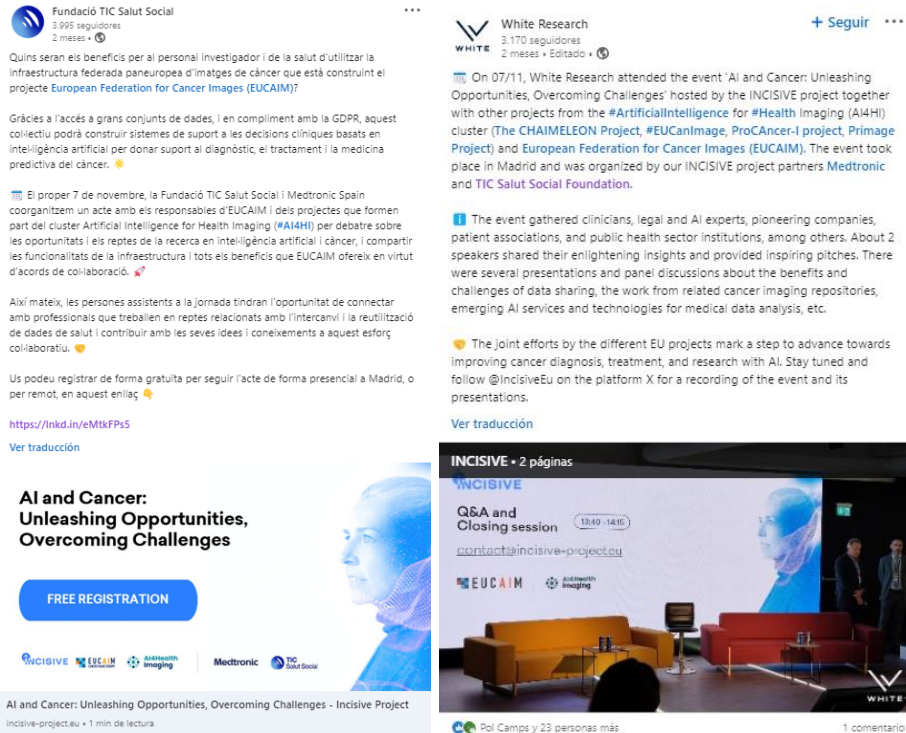 Fundació TIC Salut Social
3.995 seguidores
2 meses •
Quins seran els beneficis per al personal investigador i de la salut d'utilitzar la
infraestructura federada paneuropea d'imatges de càncer que està construint el
projecte European Federation for Cancer Images (EUCAIM)?
Gràcies a l'accés a grans conjunts de dades, i en compliment amb la GDPR, aquest
col·lectiu podrà construir sistemes de suport a les decisions clíniques basats en
intel·ligència artificial per donar suport al diagnòstic, el tractament i la medicina
predictiva del càncer.
El proper 7 de novembre, la Fundació TIC Salut Social i Medtronic Spain
coorganitzem un acte amb els responsables d'EUCAIM i dels projectes que formen
part del cluster Artificial Intelligence for Health Imaging (#AI4HI) per debatre sobre
les oportunitats i els reptes de la recerca en intel·ligència artificial i càncer, i compartir
les funcionalitats de la infraestructura i tots els beneficis que EUCAIM ofereix en virtut
d'acords de col·laboració.
Així mateix, les persones assistents a la jornada tindran l'oportunitat de connectar
amb professionals que treballen en reptes relacionats amb l'intercanvi i la reutilització
de dades de salut i contribuir amb les seves idees i coneixements a aquest esforç
col·laboratiu.
Us podeu registrar de forma gratuïta per seguir l'acte de forma presencial a Madrid, o
per remot, en aquest enllaç
https://lnkd.in/eMtkFPs5
Ver traducción
AI and Cancer:
Unleashing Opportunities,
Overcoming Challenges
FREE REGISTRATION
INCISIVE
EUCAIM
AI4Health
Imaging
Medtronic
TIC
Salut Social
AI and Cancer: Unleashing Opportunities, Overcoming Challenges - Incisive Project
incisive-project.eu • 1 min de lectura
WHITE
White Research
3.170 seguidores
2 meses • Editado •
+ Seguir
On 07/11, White Research attended the event 'AI and Cancer: Unleashing
Opportunities, Overcoming Challenges' hosted by the INCISIVE project together
with other projects from the #ArtificialIntelligence for #Health Imaging (AI4HI)
cluster (The CHAIMELEON Project, #EUCanImage, ProCAncer-I project, Primage
Project) and European Federation for Cancer Images (EUCAIM). The event took
place in Madrid and was organized by our INCISIVE project partners Medtronic
and TIC Salut Social Foundation.
The event gathered clinicians, legal and AI experts, pioneering companies,
patient associations, and public health sector institutions, among others. About 2
speakers shared their enlightening insights and provided inspiring pitches. There
were several presentations and panel discussions about the benefits and
challenges of data sharing, the work from related cancer imaging repositories,
emerging AI services and technologies for medical data analysis, etc.
The joint efforts by the different EU projects mark a step to advance towards
improving cancer diagnosis, treatment, and research with AI. Stay tuned and
follow @IncisiveEu on the platform X for a recording of the event and its
presentations.
Ver traducción
INCISIVE • 2 páginas
INCISIVE
Q&A and
Closing session
13:40 -14:15
contact@incisive-project.eu
EUCAIM
AI4Health
Imaging
WHITE
Pol Camps y 23 personas más
1 comentario